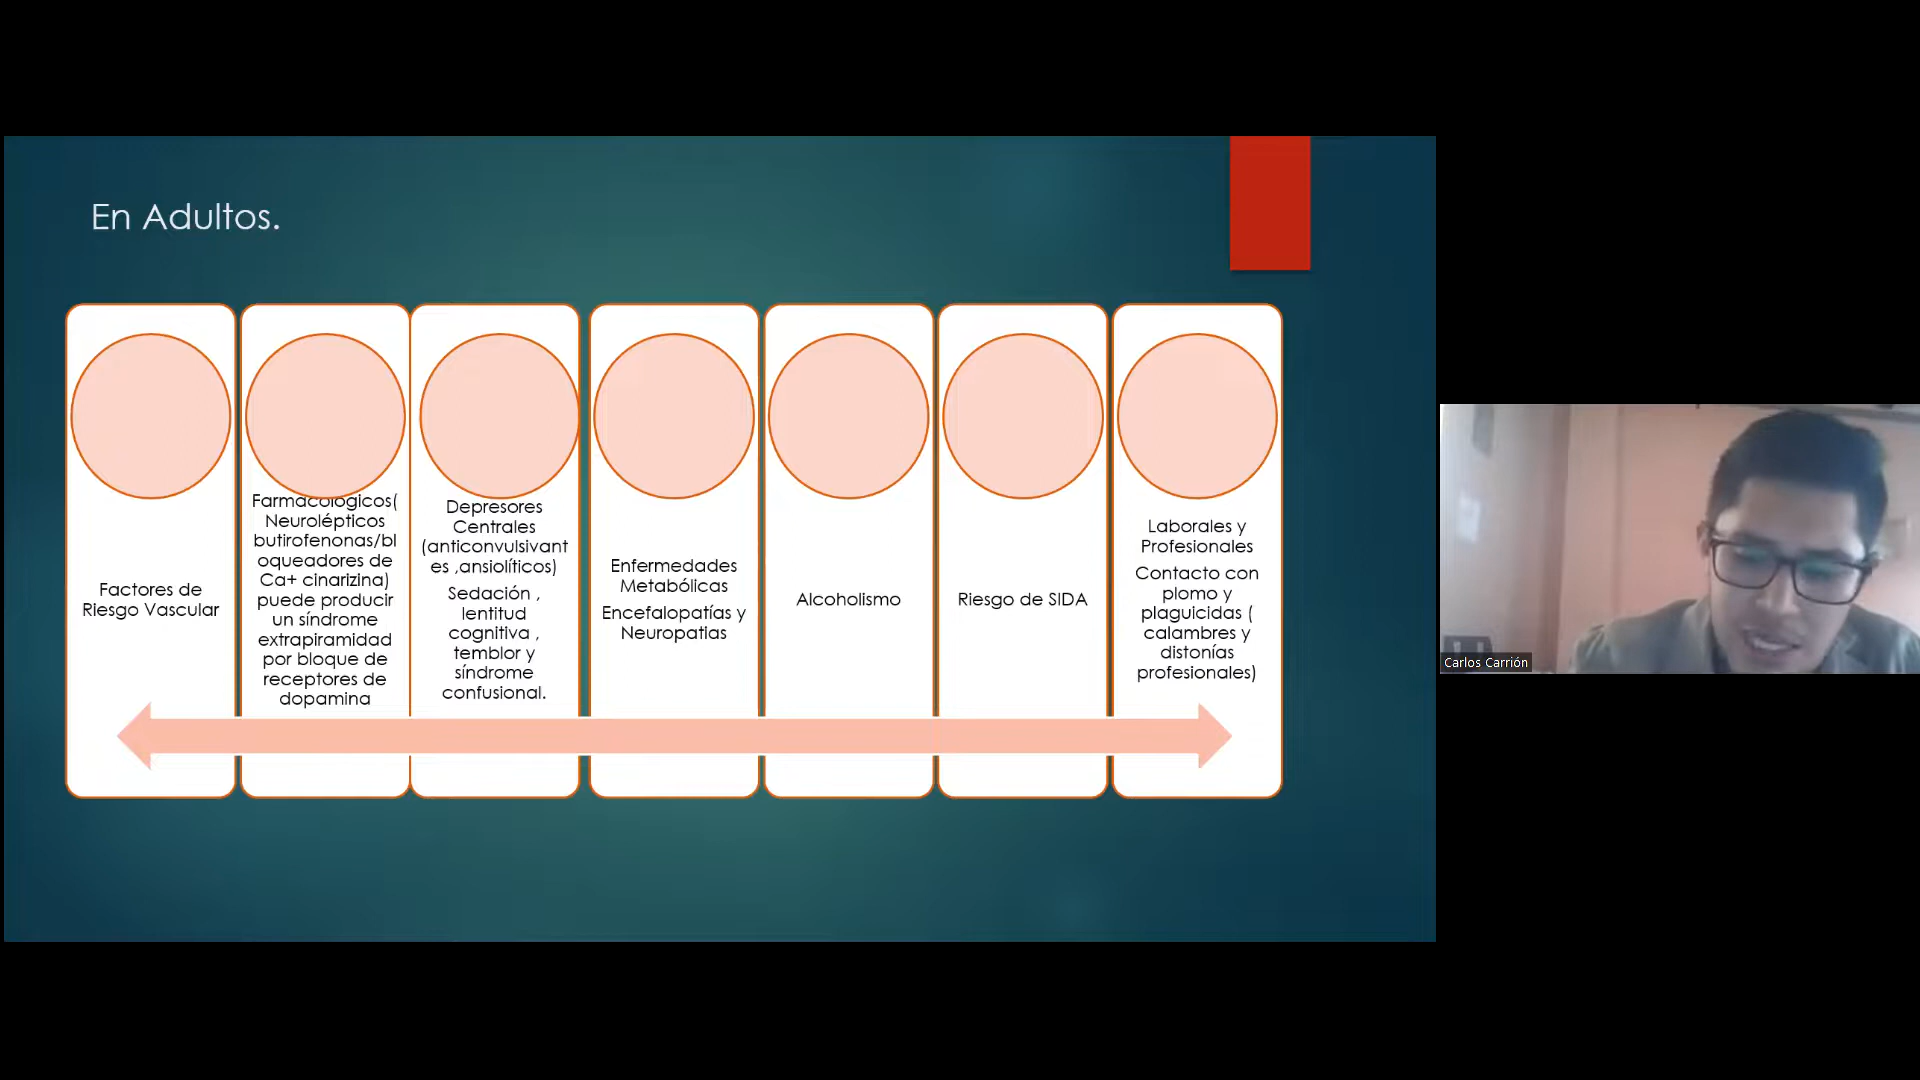 En Adultos.
Factores de
Riesgo Vascular
Farmacológicos(
Neurolépticos
butirofenonas/bl
oqueadores de
Ca+ cinarizina)
puede producir
un síndrome
extrapiramidad
por bloque de
receptores de
dopamina
Depresores
Centrales
(anticonvulsivant
es ,ansiolíticos)
Sedación ,
lentitud
cognitiva ,
temblor y
síndrome
confusional.
Enfermedades
Metabólicas
Encefalopatías y
Neuropatias
Alcoholismo
Riesgo de SIDA
Laborales y
Profesionales
Contacto con
plomo y
plaguicidas (
calambres y
distonías
profesionales)
Carlos Carrión